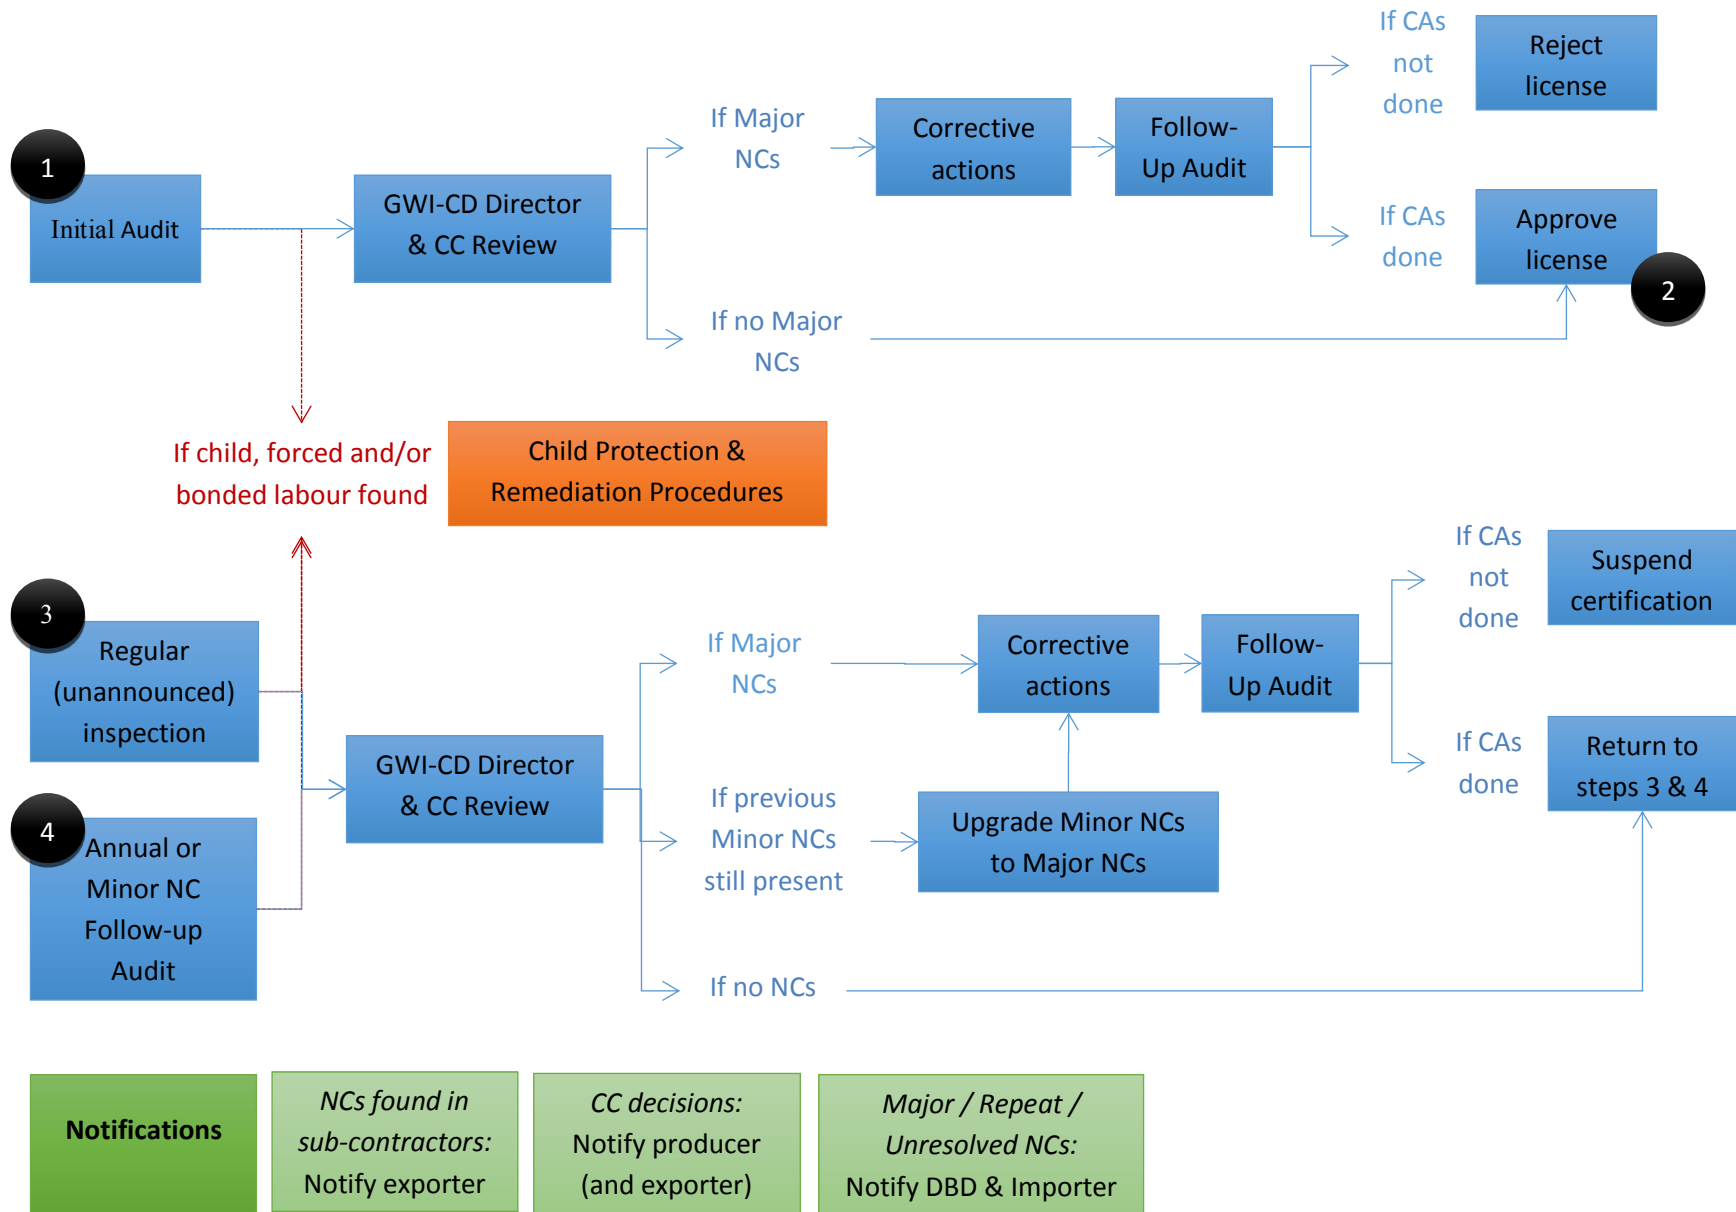 If CAs
not
done
Reject
license
1
Initial Audit
GWI-CD Director
& CC Review
If Major
NCs
Corrective
actions
Follow-
Up Audit
If CAs
done
Approve
license
2
If no Major
NCs
If child, forced and/or
bonded labour found
Child Protection &
Remediation Procedures
3
Regular
(unannounced)
inspection
4
Annual or
Minor NC
Follow-up
Audit
GWI-CD Director
& CC Review
If Major
NCs
Corrective
actions
Follow-
Up Audit
If CAs
not
done
Suspend
certification
If CAs
done
Return to
steps 3 & 4
If previous
Minor NCs
still present
Upgrade Minor NCs
to Major NCs
If no NCs
Notifications
NCs found in
sub-contractors:
Notify exporter
CC decisions:
Notify producer
(and exporter)
Major / Repeat /
Unresolved NCs:
Notify DBD & Importer